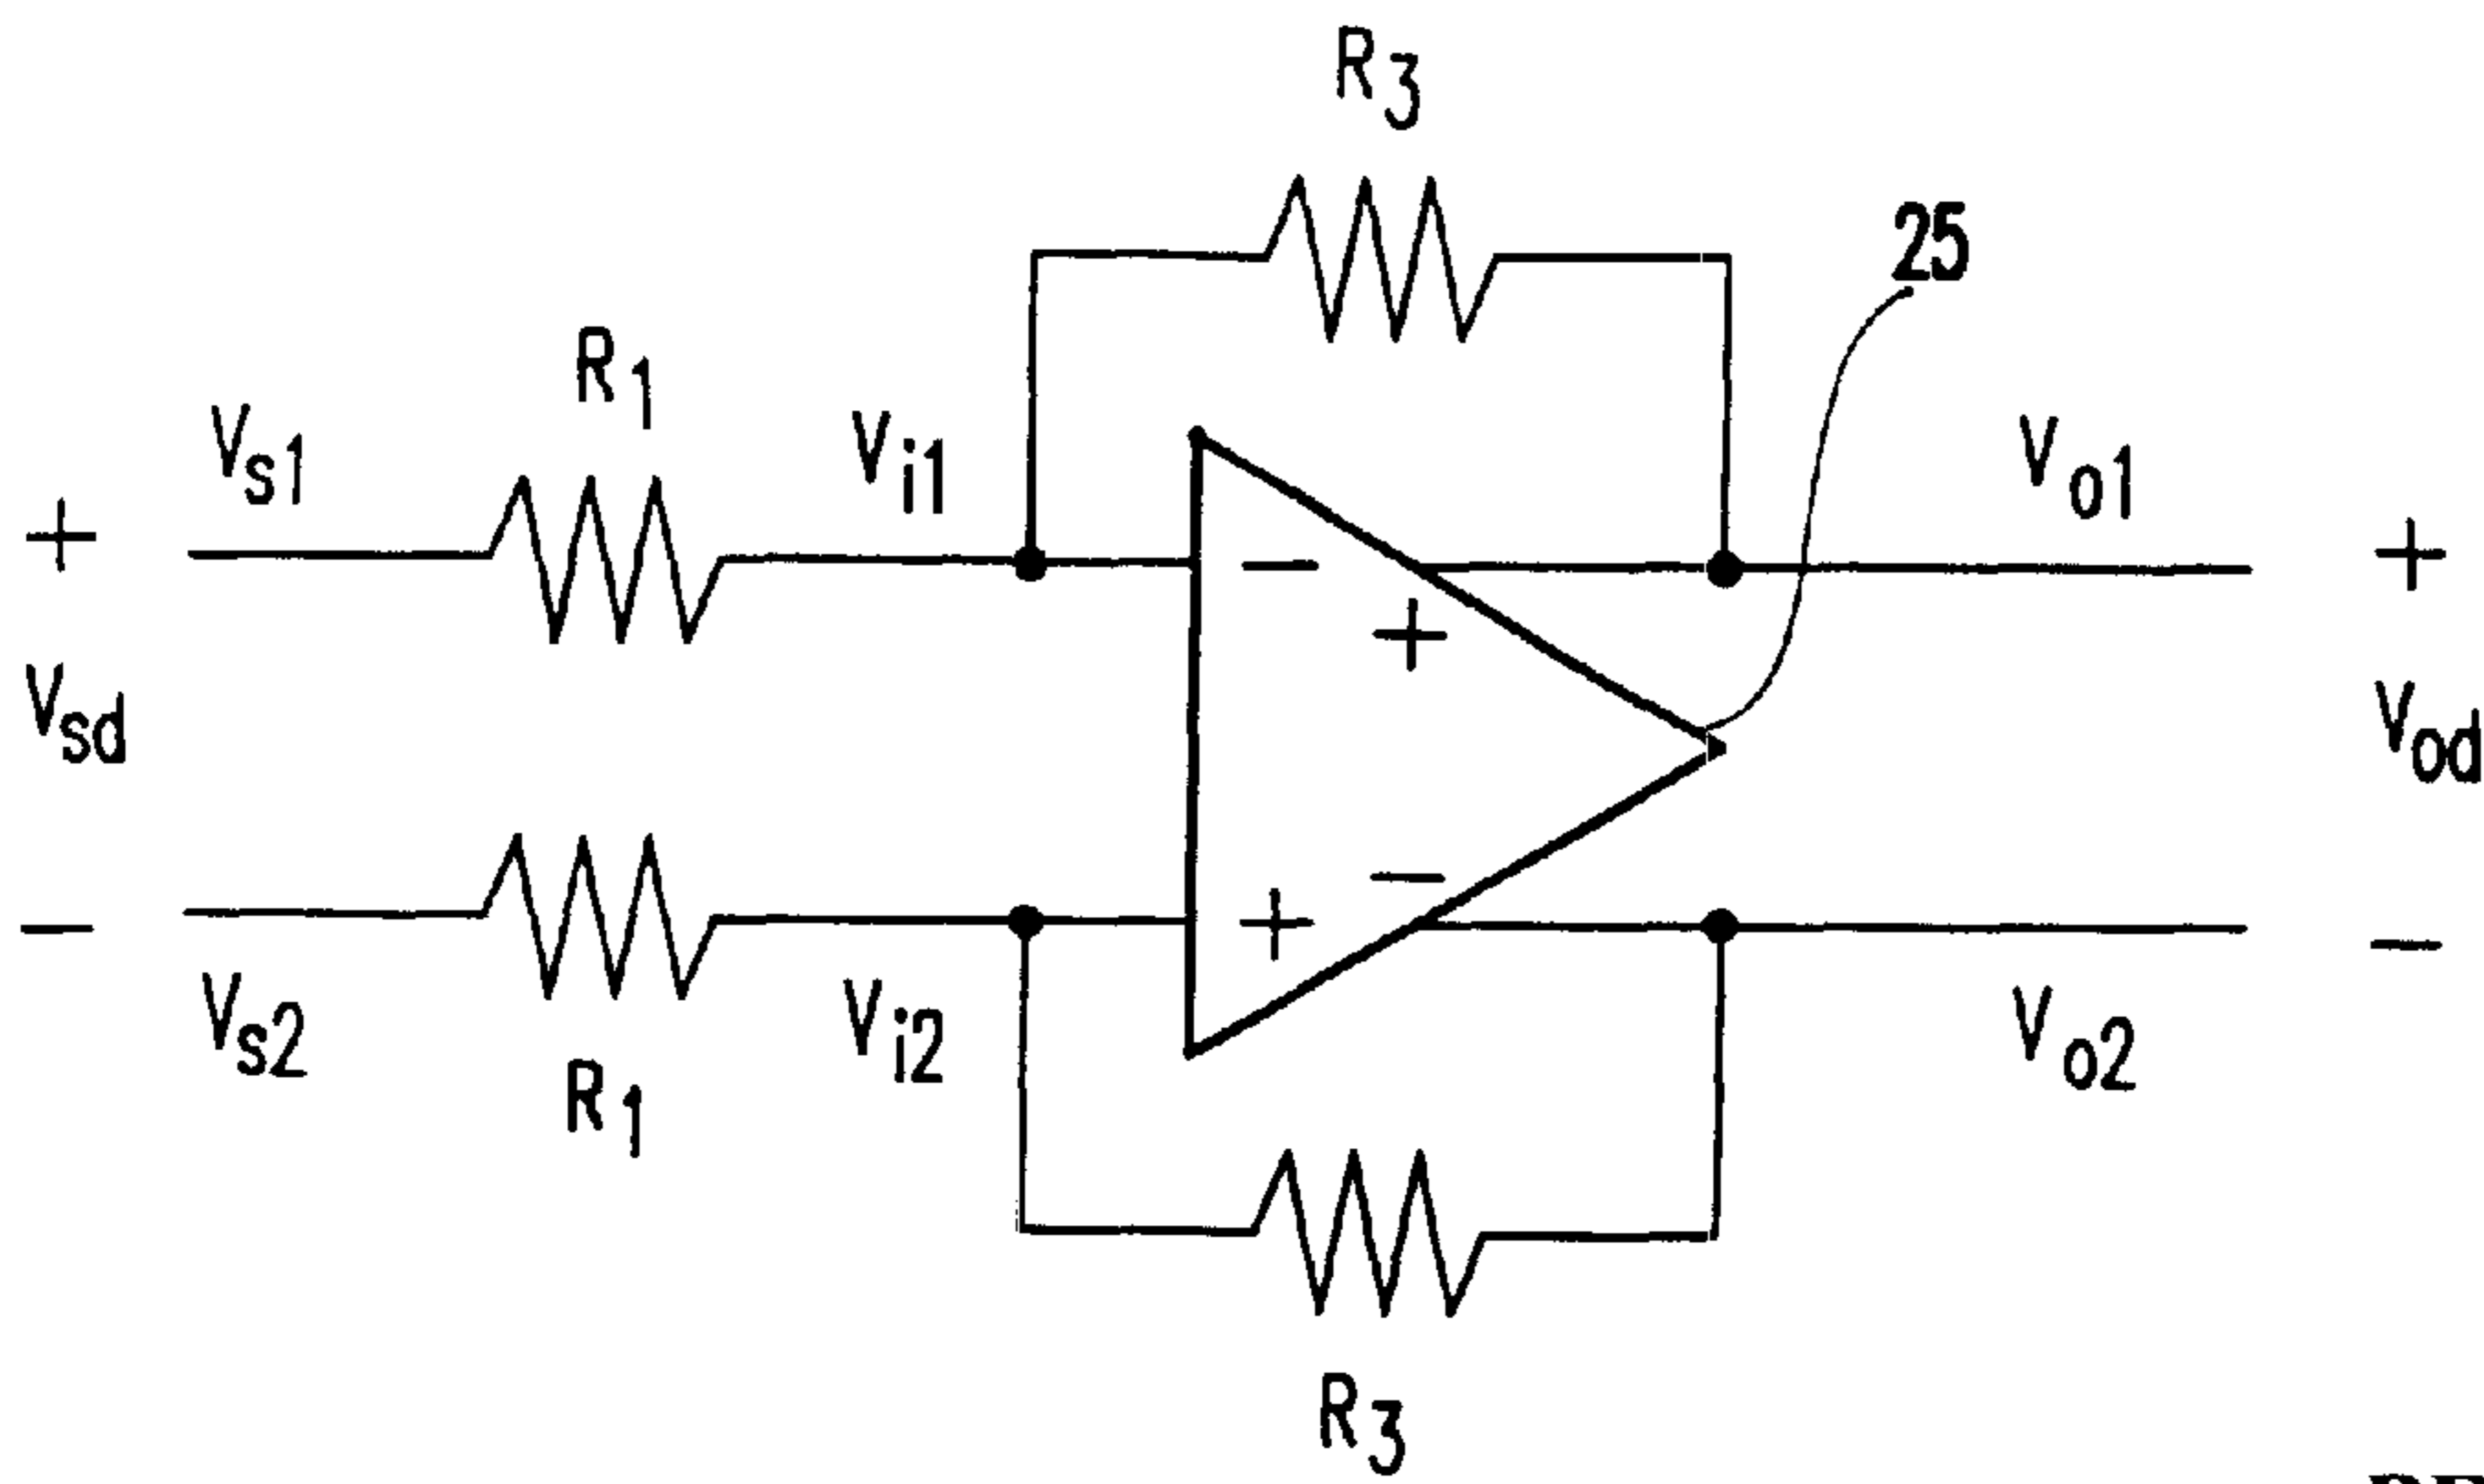 R3
25
R1
Vs1
Vi1
Vo1
+
−
+
+
Vsd
Vod
−
+
−
−
Vs2
R1
Vi2
Vo2
R3